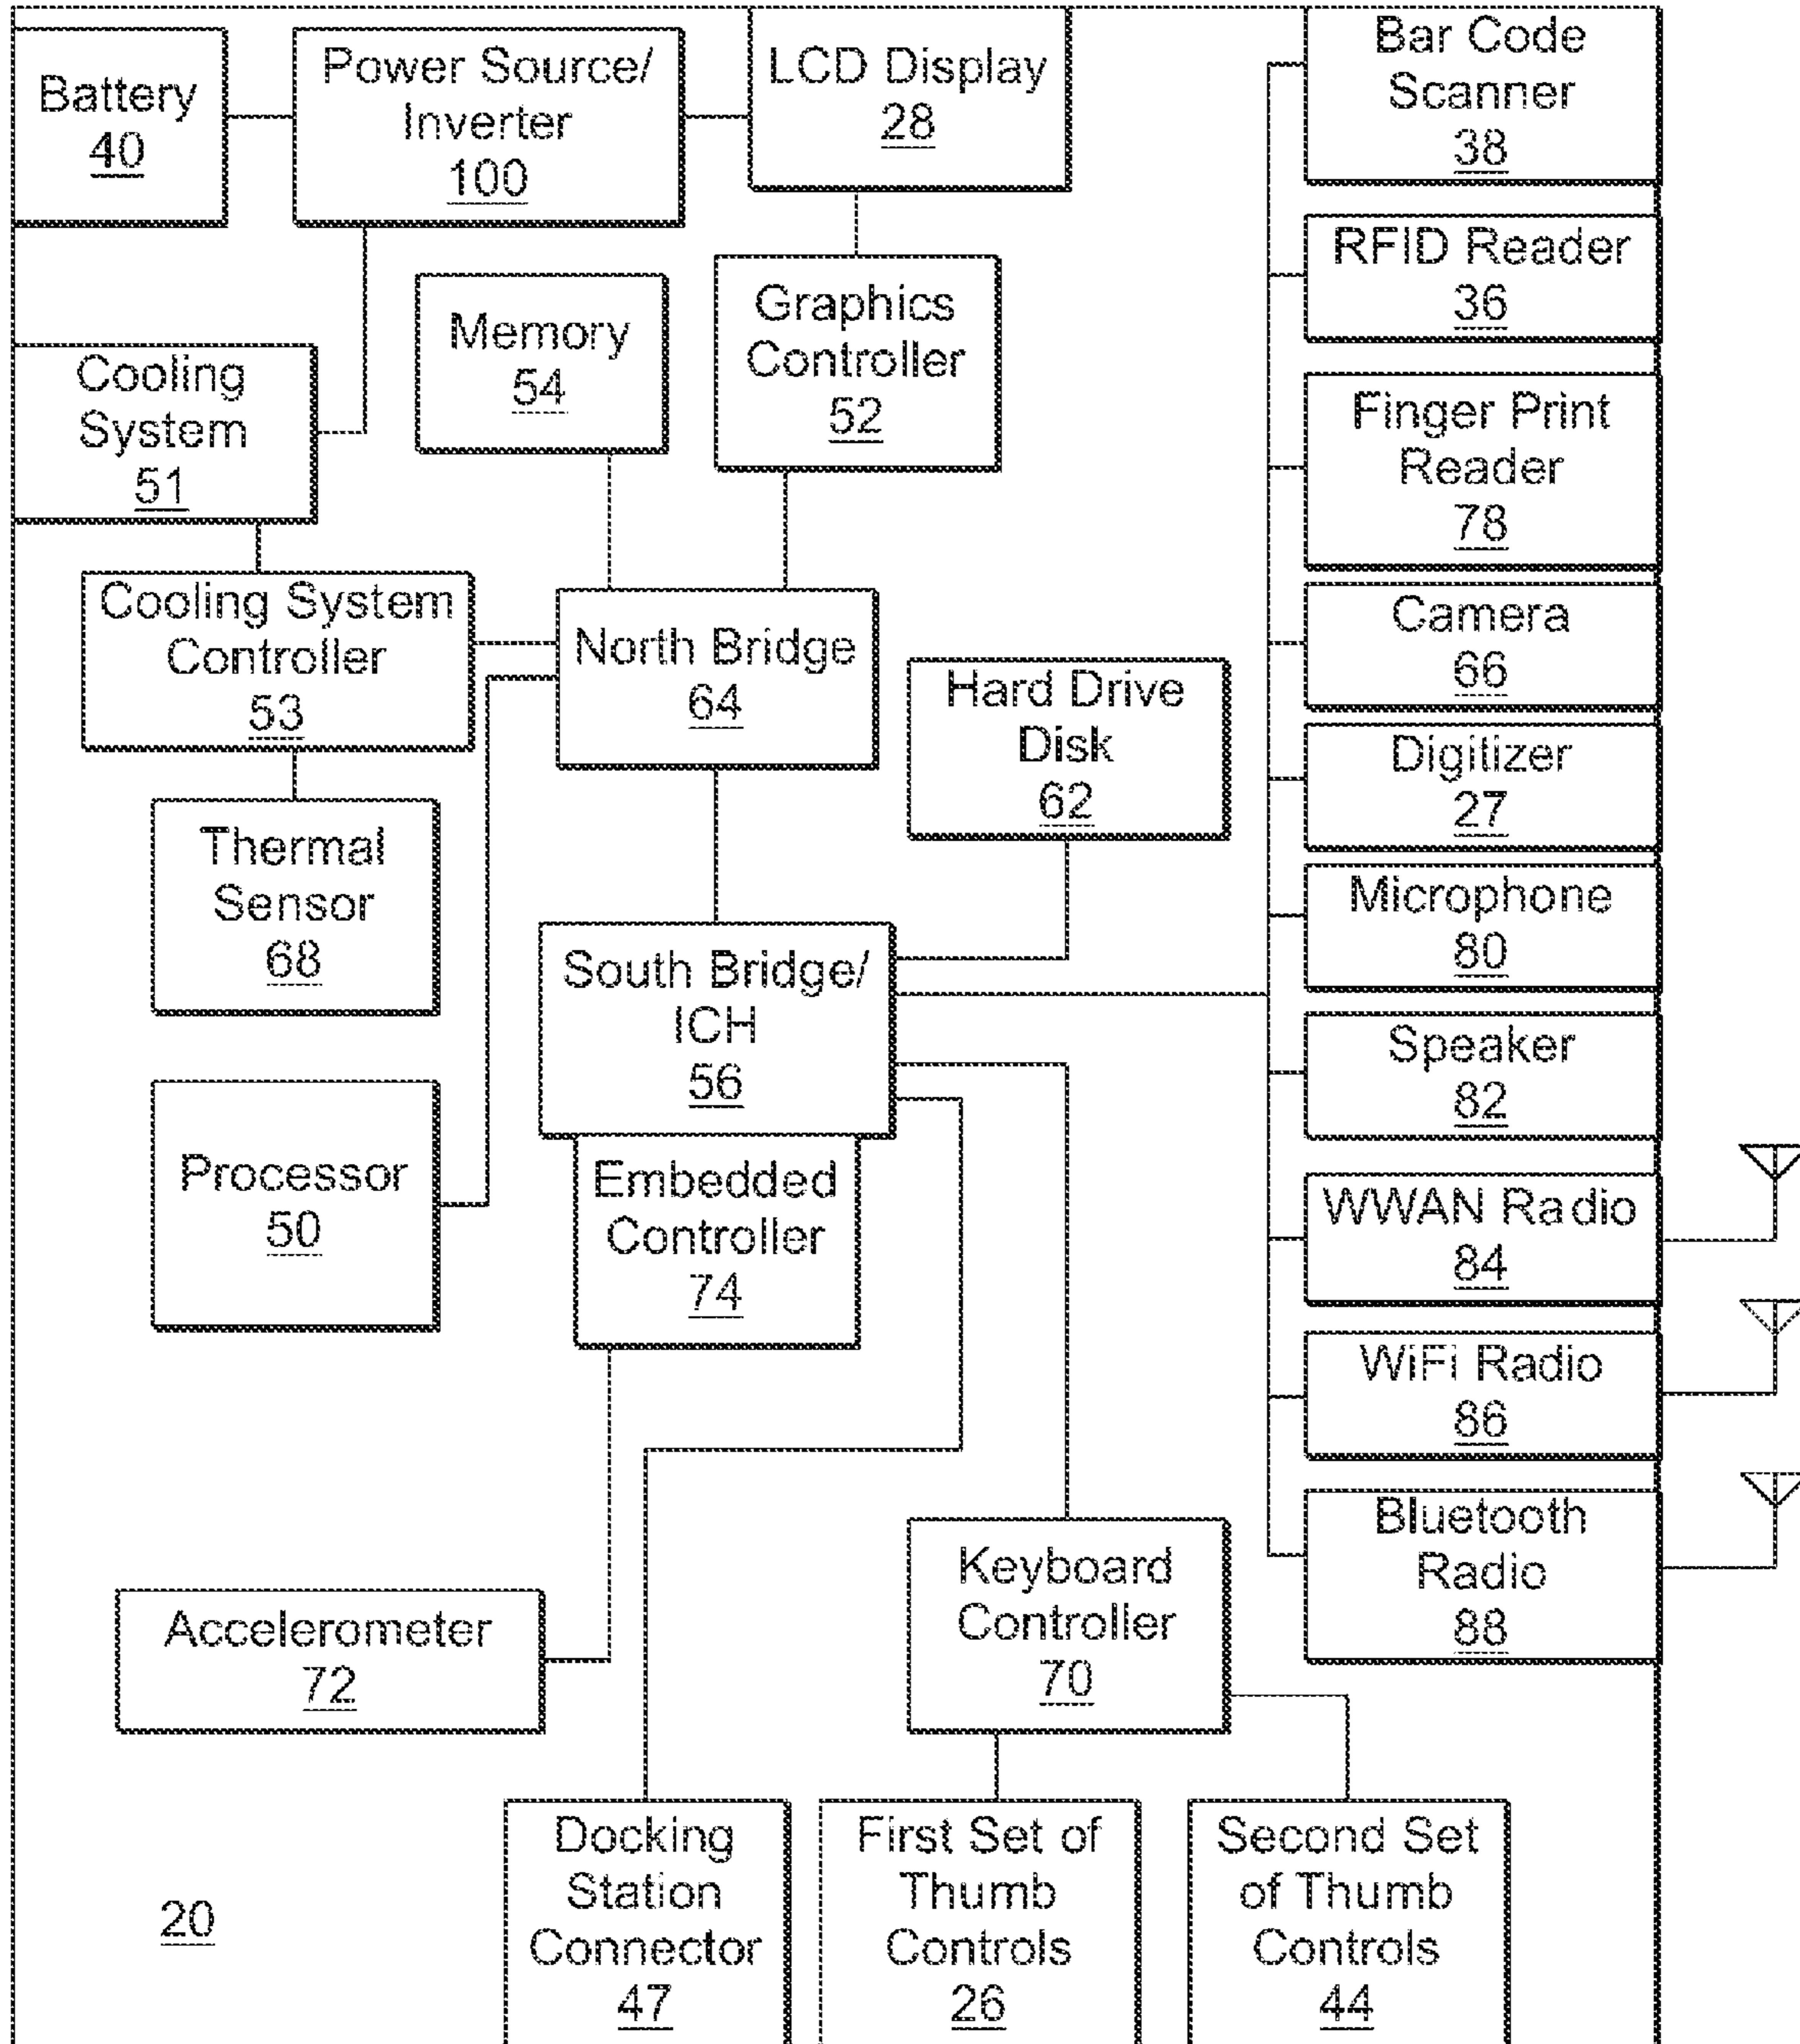 Battery
40
Power Source/
Inverter
100
LCD Display
28
Bar Code
Scanner
38
RFID Reader
36
Memory
54
Graphics
Controller
52
Cooling
System
51
Finger Print
Reader
78
Cooling System
Controller
53
North Bridge
64
Hard Drive
Disk
62
Camera
66
Digitizer
27
Thermal
Sensor
68
Microphone
80
South Bridge/
ICH
56
Speaker
82
Processor
50
Embedded
Controller
74
WWAN Radio
84
WiFi Radio
86
Bluetooth
Radio
88
Keyboard
Controller
70
Accelerometer
72
Docking
Station
Connector
47
First Set of
Thumb
Controls
26
Second Set
of Thumb
Controls
44
20